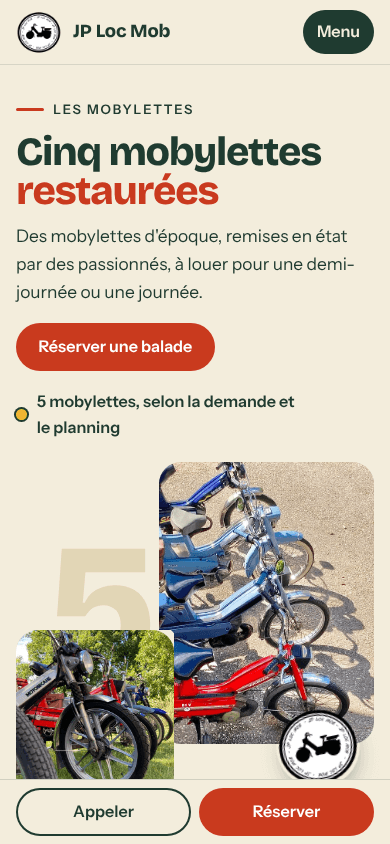 JP Loc Mob
Menu
LES MOBYLETTES
Cinq mobylettes
restaurées
Des mobylettes d'époque, remises en état
par des passionnés, à louer pour une demi-
journée ou une journée.
Réserver une balade
5 mobylettes, selon la demande et
le planning
5
MOTOBECANE
Appeler
Réserver